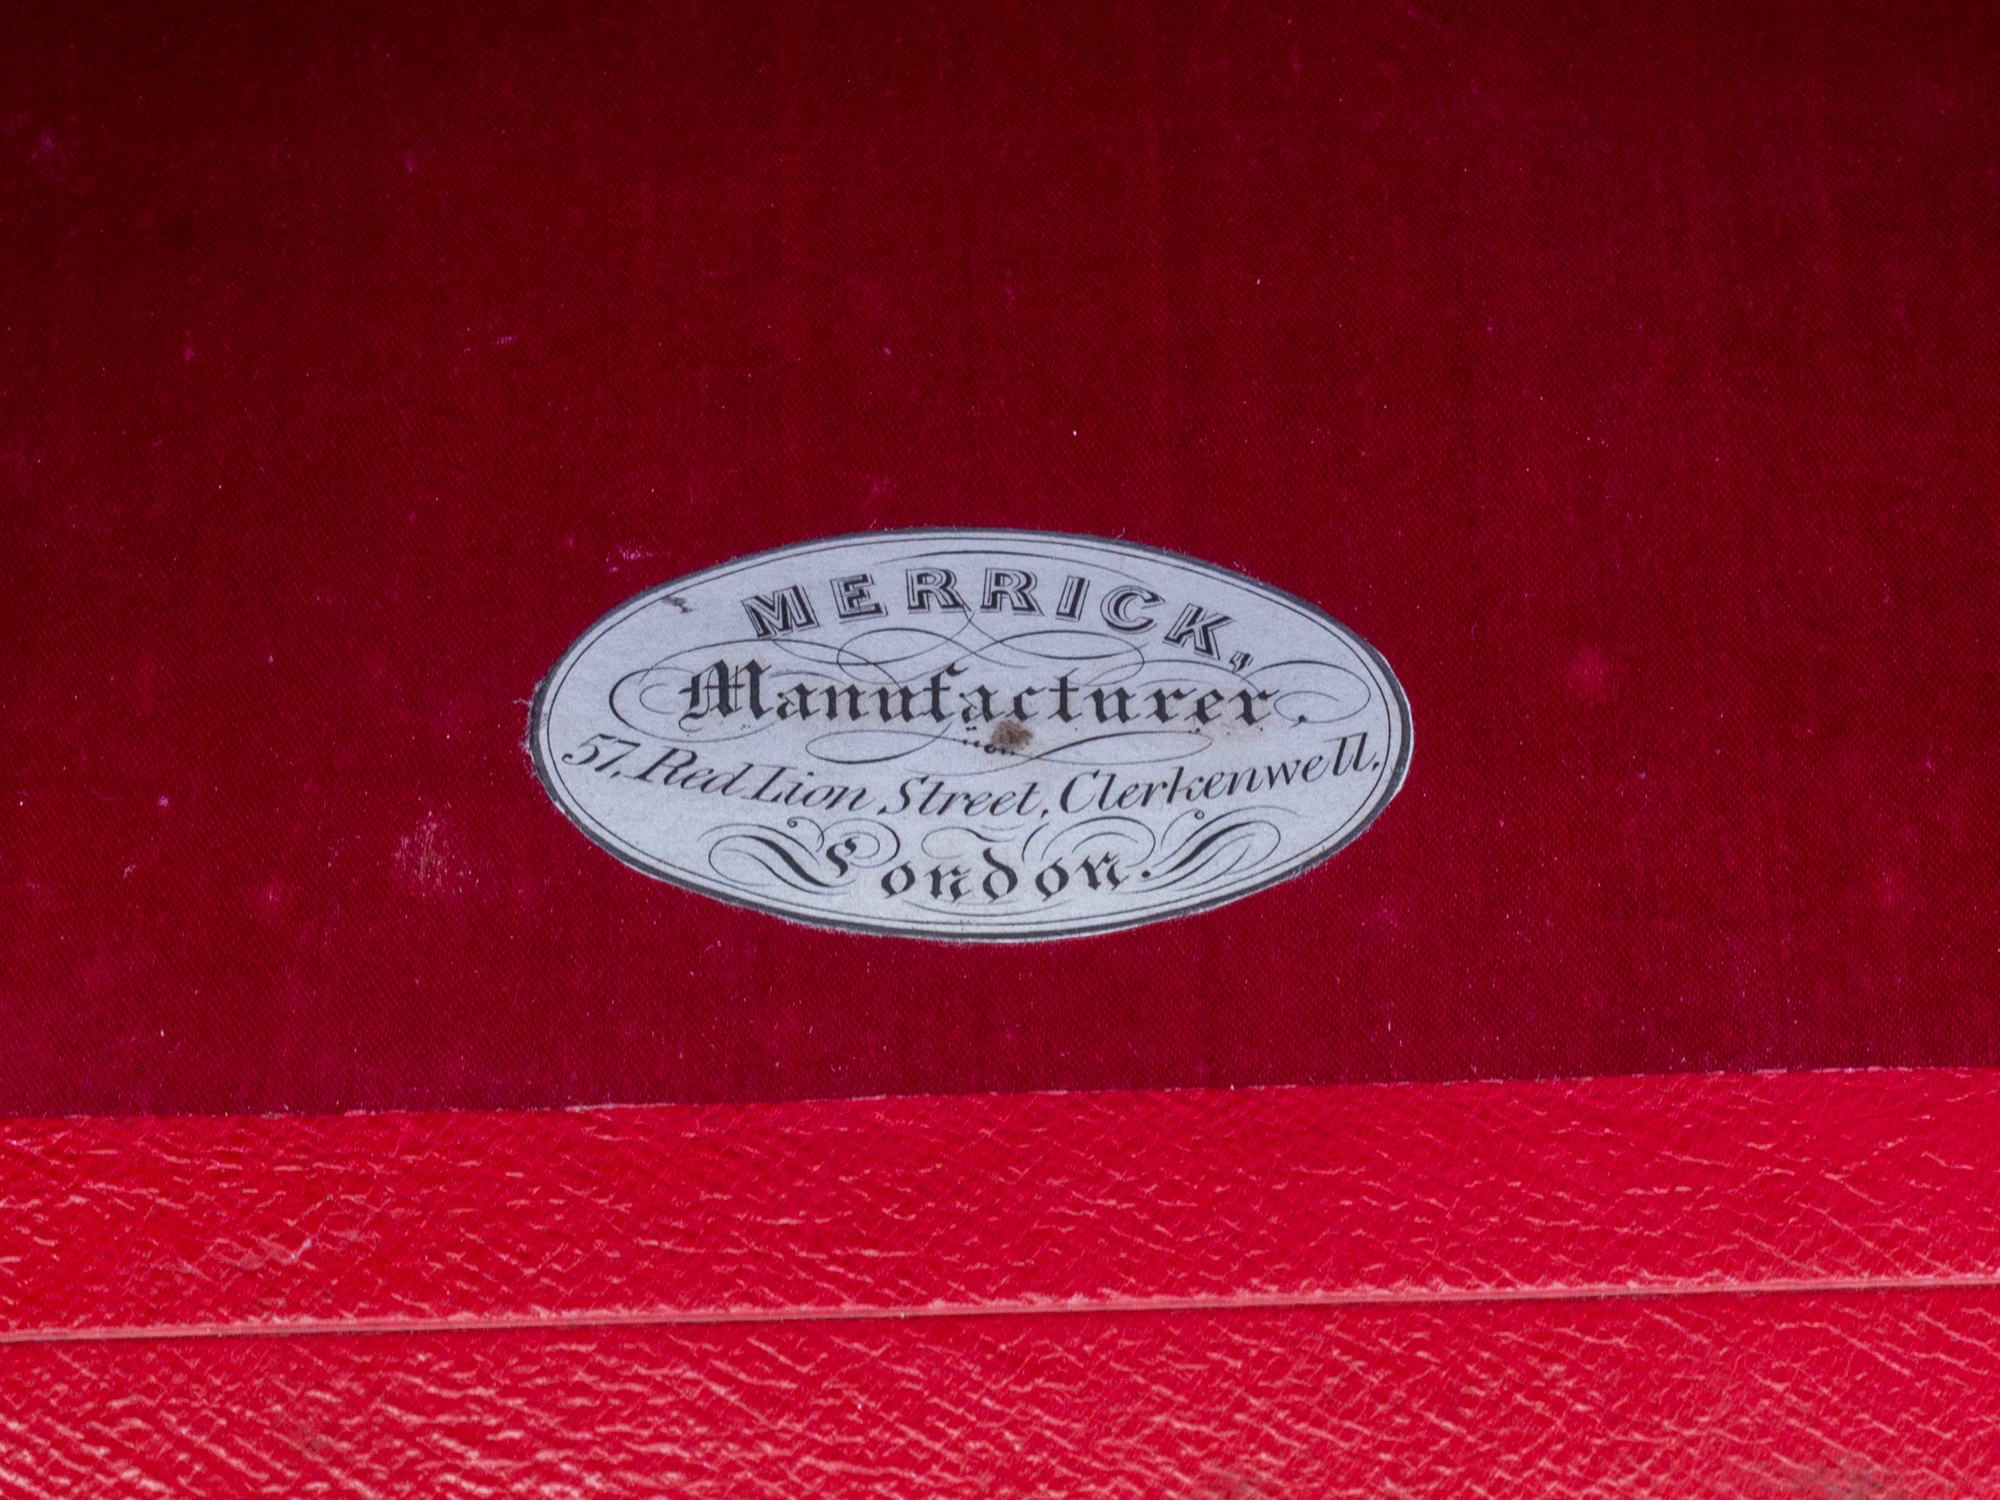 MERRICK,
Manufacturer.
57, Red Lion Street, Clerkenwell,
London.